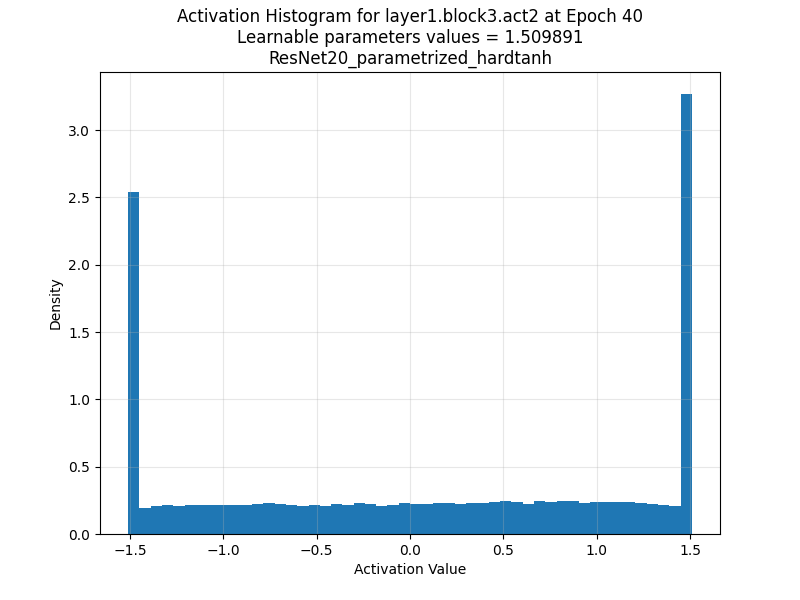 Activation Histogram for layer1.block3.act2 at Epoch 40
Learnable parameters values = 1.509891
ResNet20_parametrized_hardtanh
3.0
2.5
2.0
1.5
1.0
0.5
0.0
Density
−1.5 −1.0 −0.5 0.0 0.5 1.0 1.5
Activation Value